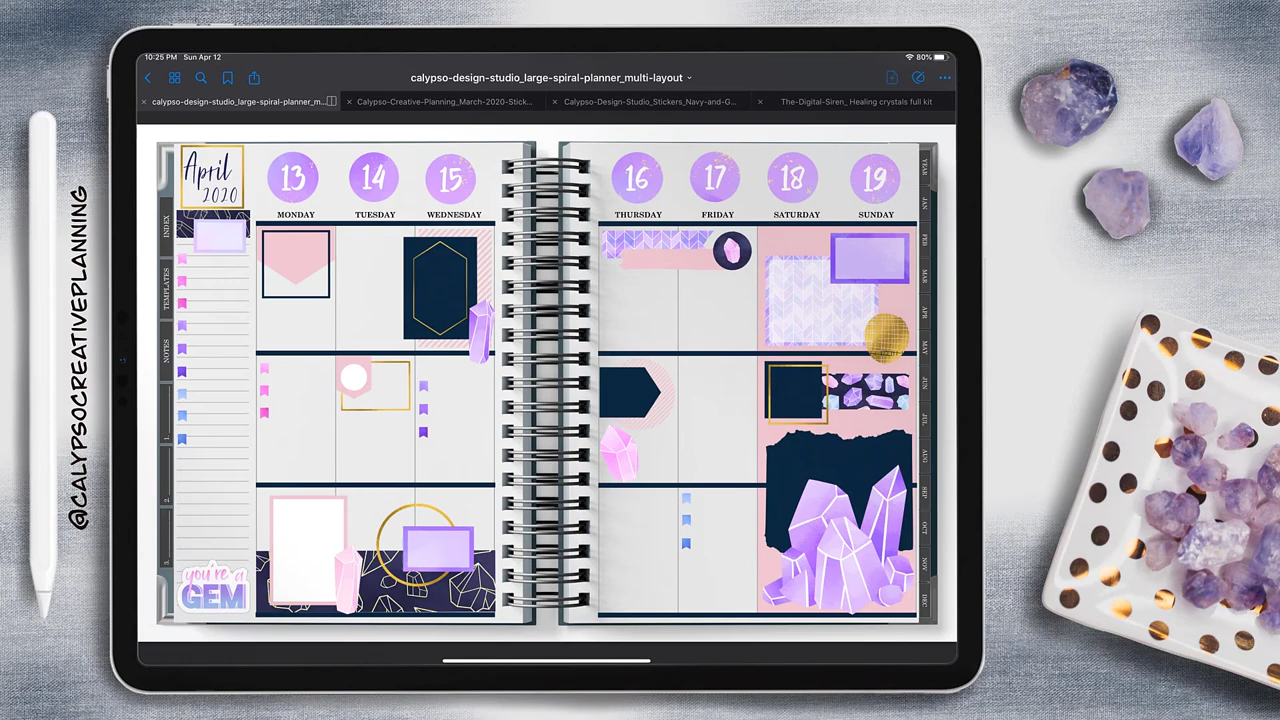 10:25 PM Sun Apr 12
80%
calypso-design-studio_large-spiral-planner_multi-layout
calypso-design-studio_large-spiral-planner_m...
Calypso-Creative-Planning_March-2020-Stick...
Calypso-Design-Studio_Stickers_Navy-and-G...
The-Digital-Siren_ Healing crystals full kit
@CALYPSOCREATIVEPLANNING
April
2020
13
14
15
16
17
18
19
MONDAY
TUESDAY
WEDNESDAY
THURSDAY
FRIDAY
SATURDAY
SUNDAY
INDEX
TEMPLATES
NOTES
1.
2.
3.
YEAR
JAN
FEB
MAR
APR
MAY
JUN
JUL
AUG
SEP
OCT
NOV
DEC
you're a
GEM